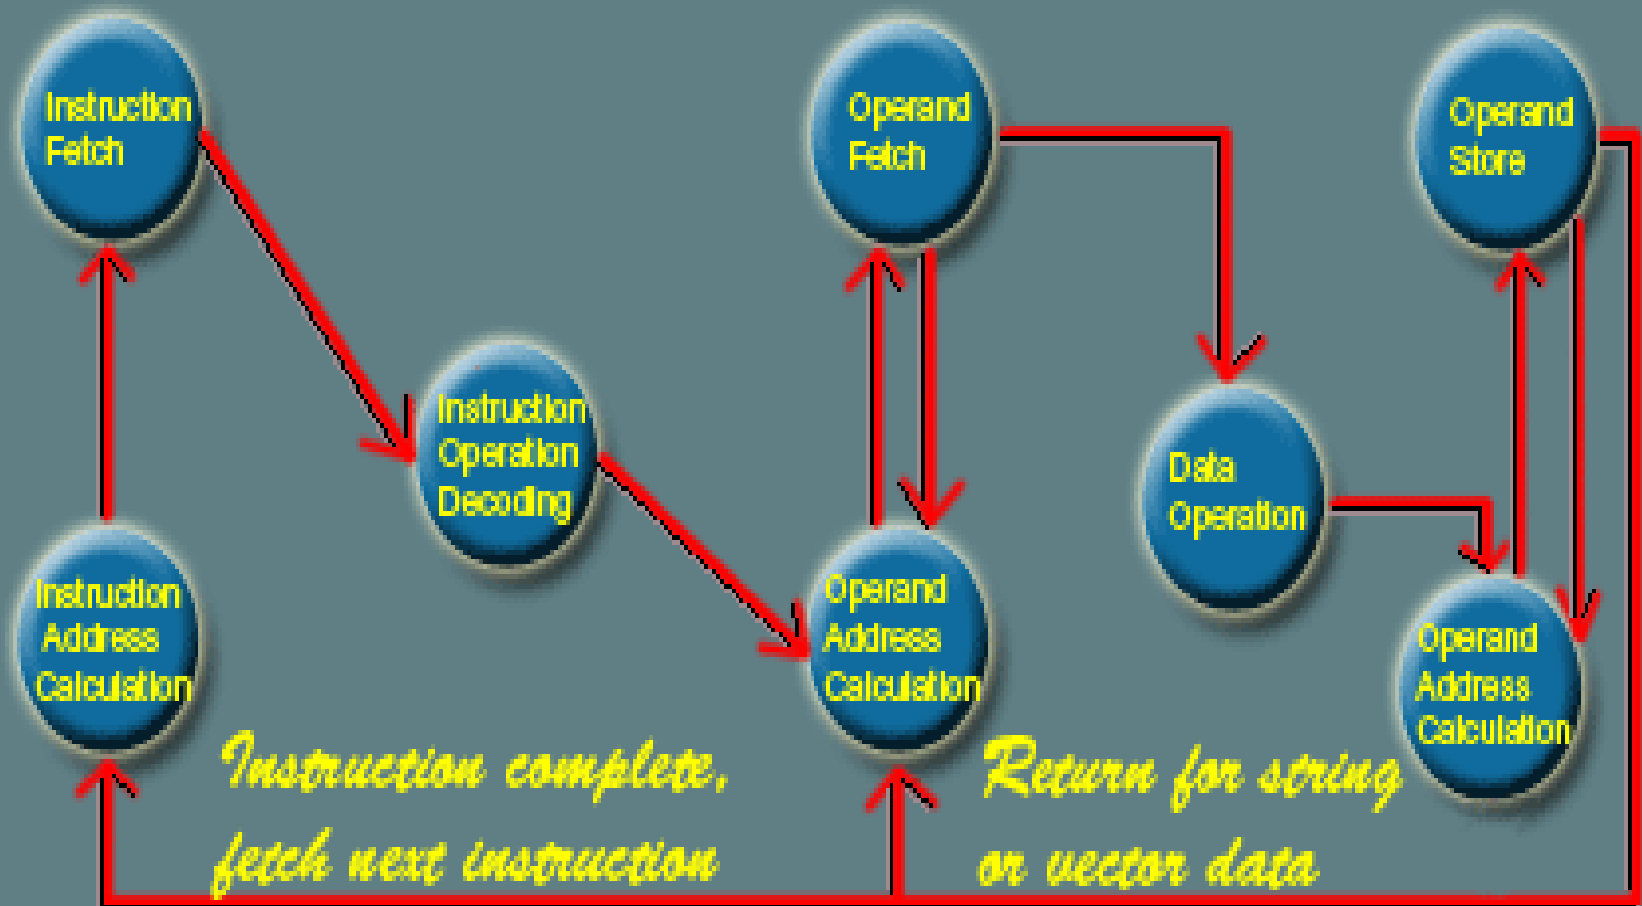 Instruction
Fetch
Operand
Fetch
Operand
Store
Instruction
Operation
Decoding
Data
Operation
Instruction
Address
Calculation
Operand
Address
Calculation
Operand
Address
Calculation
Instruction complete,
fetch next instruction
Return for string
or vector data